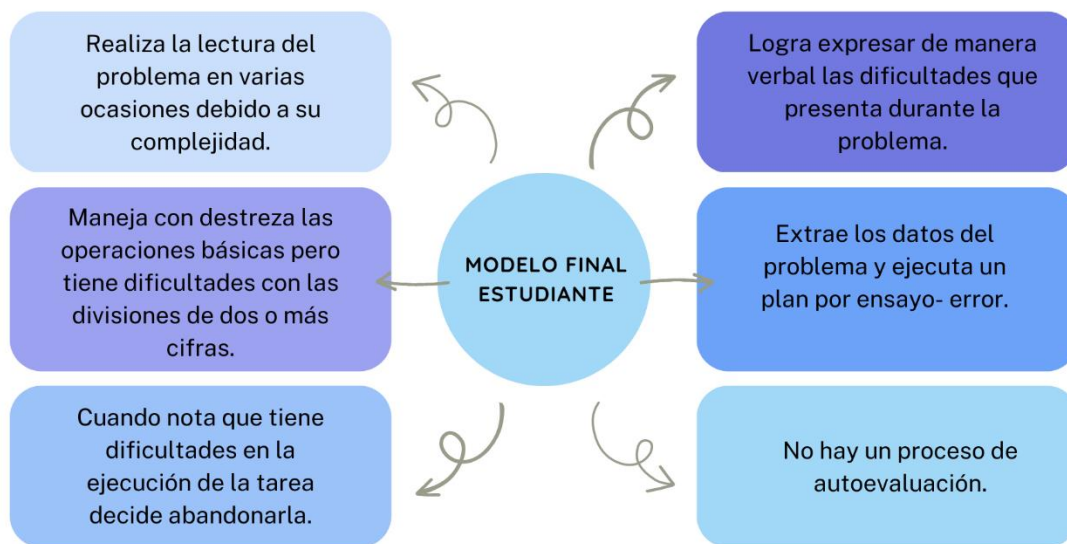 Realiza la lectura del
problema en varias
ocasiones debido a su
complejidad.
Logra expresar de manera
verbal las dificultades que
presenta durante la
problema.
Maneja con destreza las
operaciones básicas pero
tiene dificultades con las
divisiones de dos o más
cifras.
MODELO FINAL
ESTUDIANTE
Extrae los datos del
problema y ejecuta un
plan por ensayo- error.
Cuando nota que tiene
dificultades en la
ejecución de la tarea
decide abandonarla.
No hay un proceso de
autoevaluación.